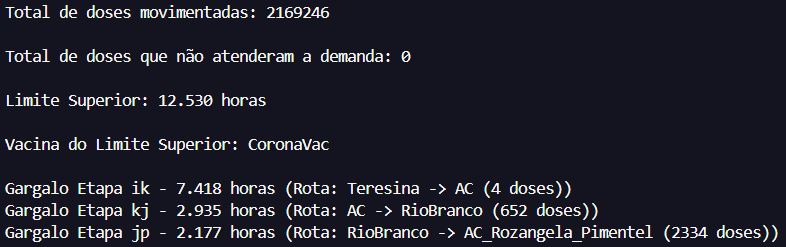 Total de doses movimentadas: 2169246
Total de doses que não atenderam a demanda: 0
Limite Superior: 12.530 horas
Vacina do Limite Superior: CoronaVac
Gargalo Etapa ik - 7.418 horas (Rota: Teresina -> AC (4 doses))
Gargalo Etapa kj - 2.935 horas (Rota: AC -> RioBranco (652 doses))
Gargalo Etapa jp - 2.177 horas (Rota: RioBranco -> AC_Rozangela_Pimentel (2334 doses))